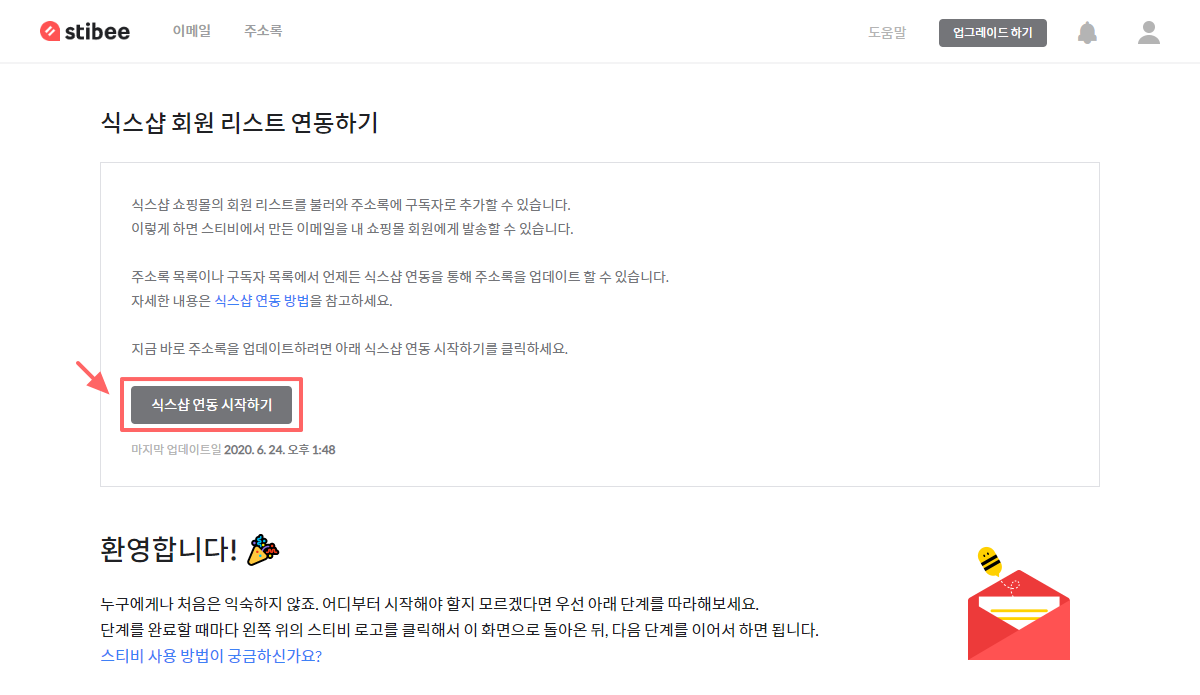 stibee 이메일 주소록 도움말 업그레이드 하기
식스샵 회원 리스트 연동하기
식스샵 쇼핑몰의 회원 리스트를 불러와 주소록에 구독자로 추가할 수 있습니다.
이렇게 하면 스티비에서 만든 이메일을 내 쇼핑몰 회원에게 발송할 수 있습니다.
주소록 목록이나 구독자 목록에서 언제든 식스샵 연동을 통해 주소록을 업데이트 할 수 있습니다.
자세한 내용은 식스샵 연동 방법을 참고하세요.
지금 바로 주소록을 업데이트하려면 아래 식스샵 연동 시작하기를 클릭하세요.
식스샵 연동 시작하기
마지막 업데이트일 2020. 6. 24. 오후 1:48
환영합니다!
누구에게나 처음은 익숙하지 않죠. 어디부터 시작해야 할지 모르겠다면 우선 아래 단계를 따라해보세요.
단계를 완료할 때마다 왼쪽 위의 스티비 로고를 클릭해서 이 화면으로 돌아온 뒤, 다음 단계를 이어서 하면 됩니다.
스티비 사용 방법이 궁금하신가요?